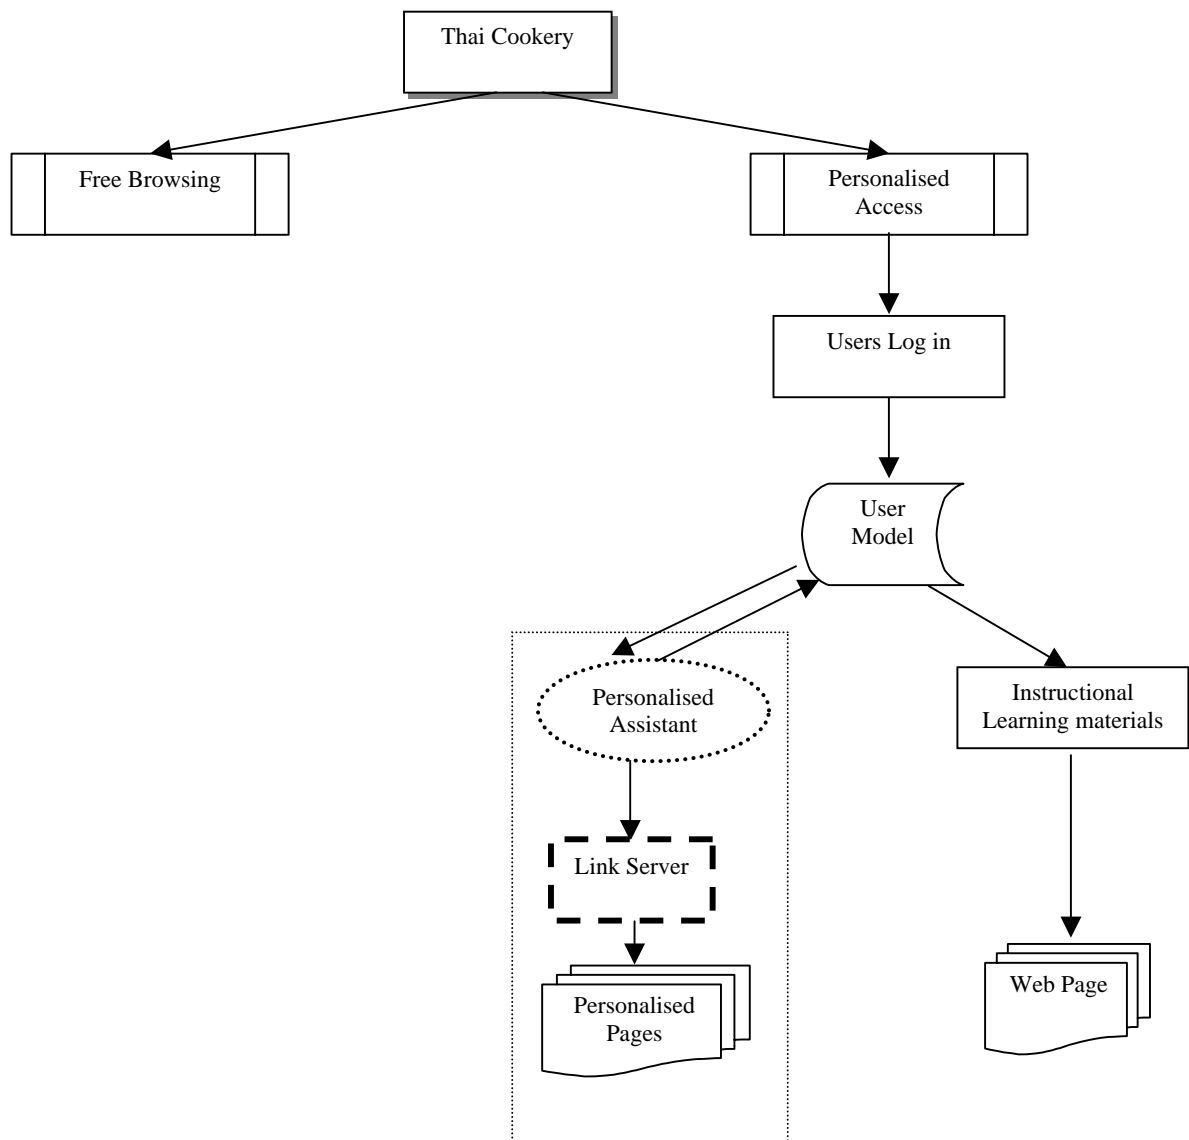 Thai Cookery
Free Browsing
Personalised
Access
Users Log in
User
Model
Personalised
Assistant
Instructional
Learning materials
Link Server
Personalised
Pages
Web Page